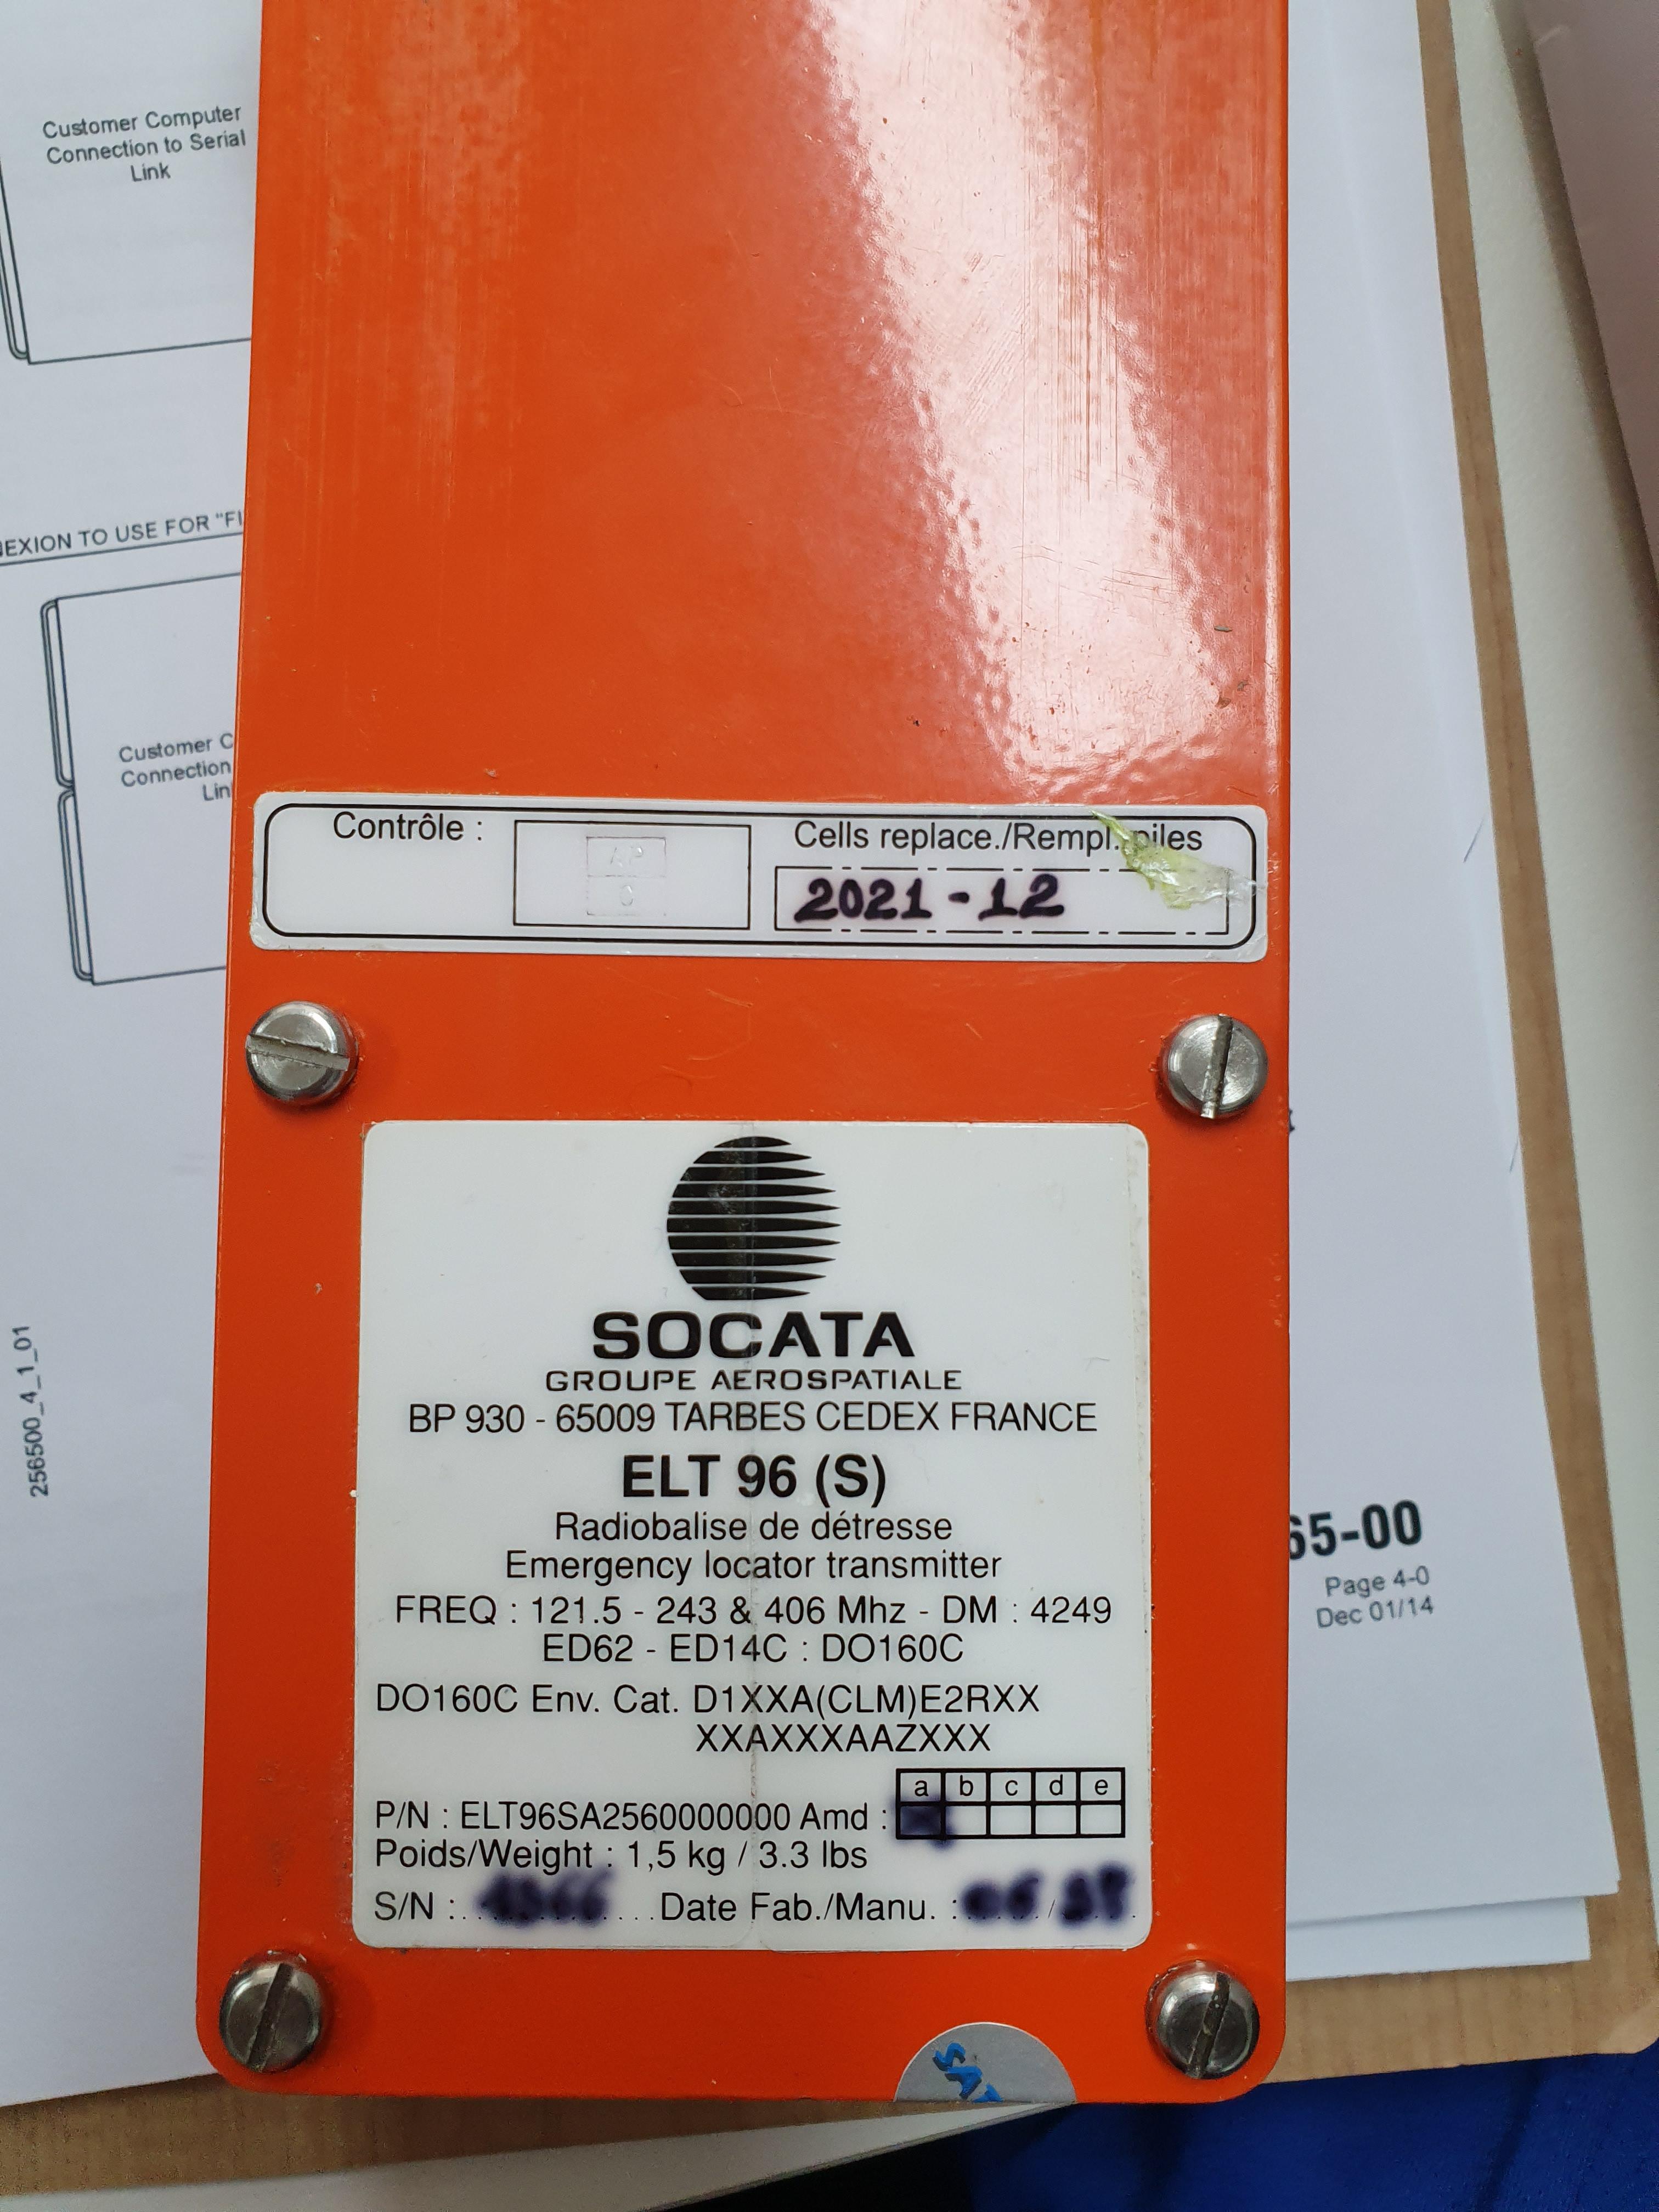 Customer Computer
Connection to Serial
Link
EXION TO USE FOR "FI
Customer C
Connection
Lin
256500_4_1_01
Contrôle :
Cells replace./Rempl. piles
2021-12
SOCATA
GROUPE AEROSPATIALE
BP 930 - 65009 TARBES CEDEX FRANCE
ELT 96 (S)
Radiobalise de détresse
Emergency locator transmitter
FREQ : 121.5 - 243 & 406 Mhz - DM : 4249
ED62 - ED14C : DO160C
DO160C Env. Cat. D1XXA(CLM)E2RXX
XXAXXXAAZXXX
a b c d e
P/N : ELT96SA2560000000 Amd :
Poids/Weight : 1,5 kg / 3.3 lbs
S/N : Date Fab./Manu. : /
65-00
Page 4-0
Dec 01/14